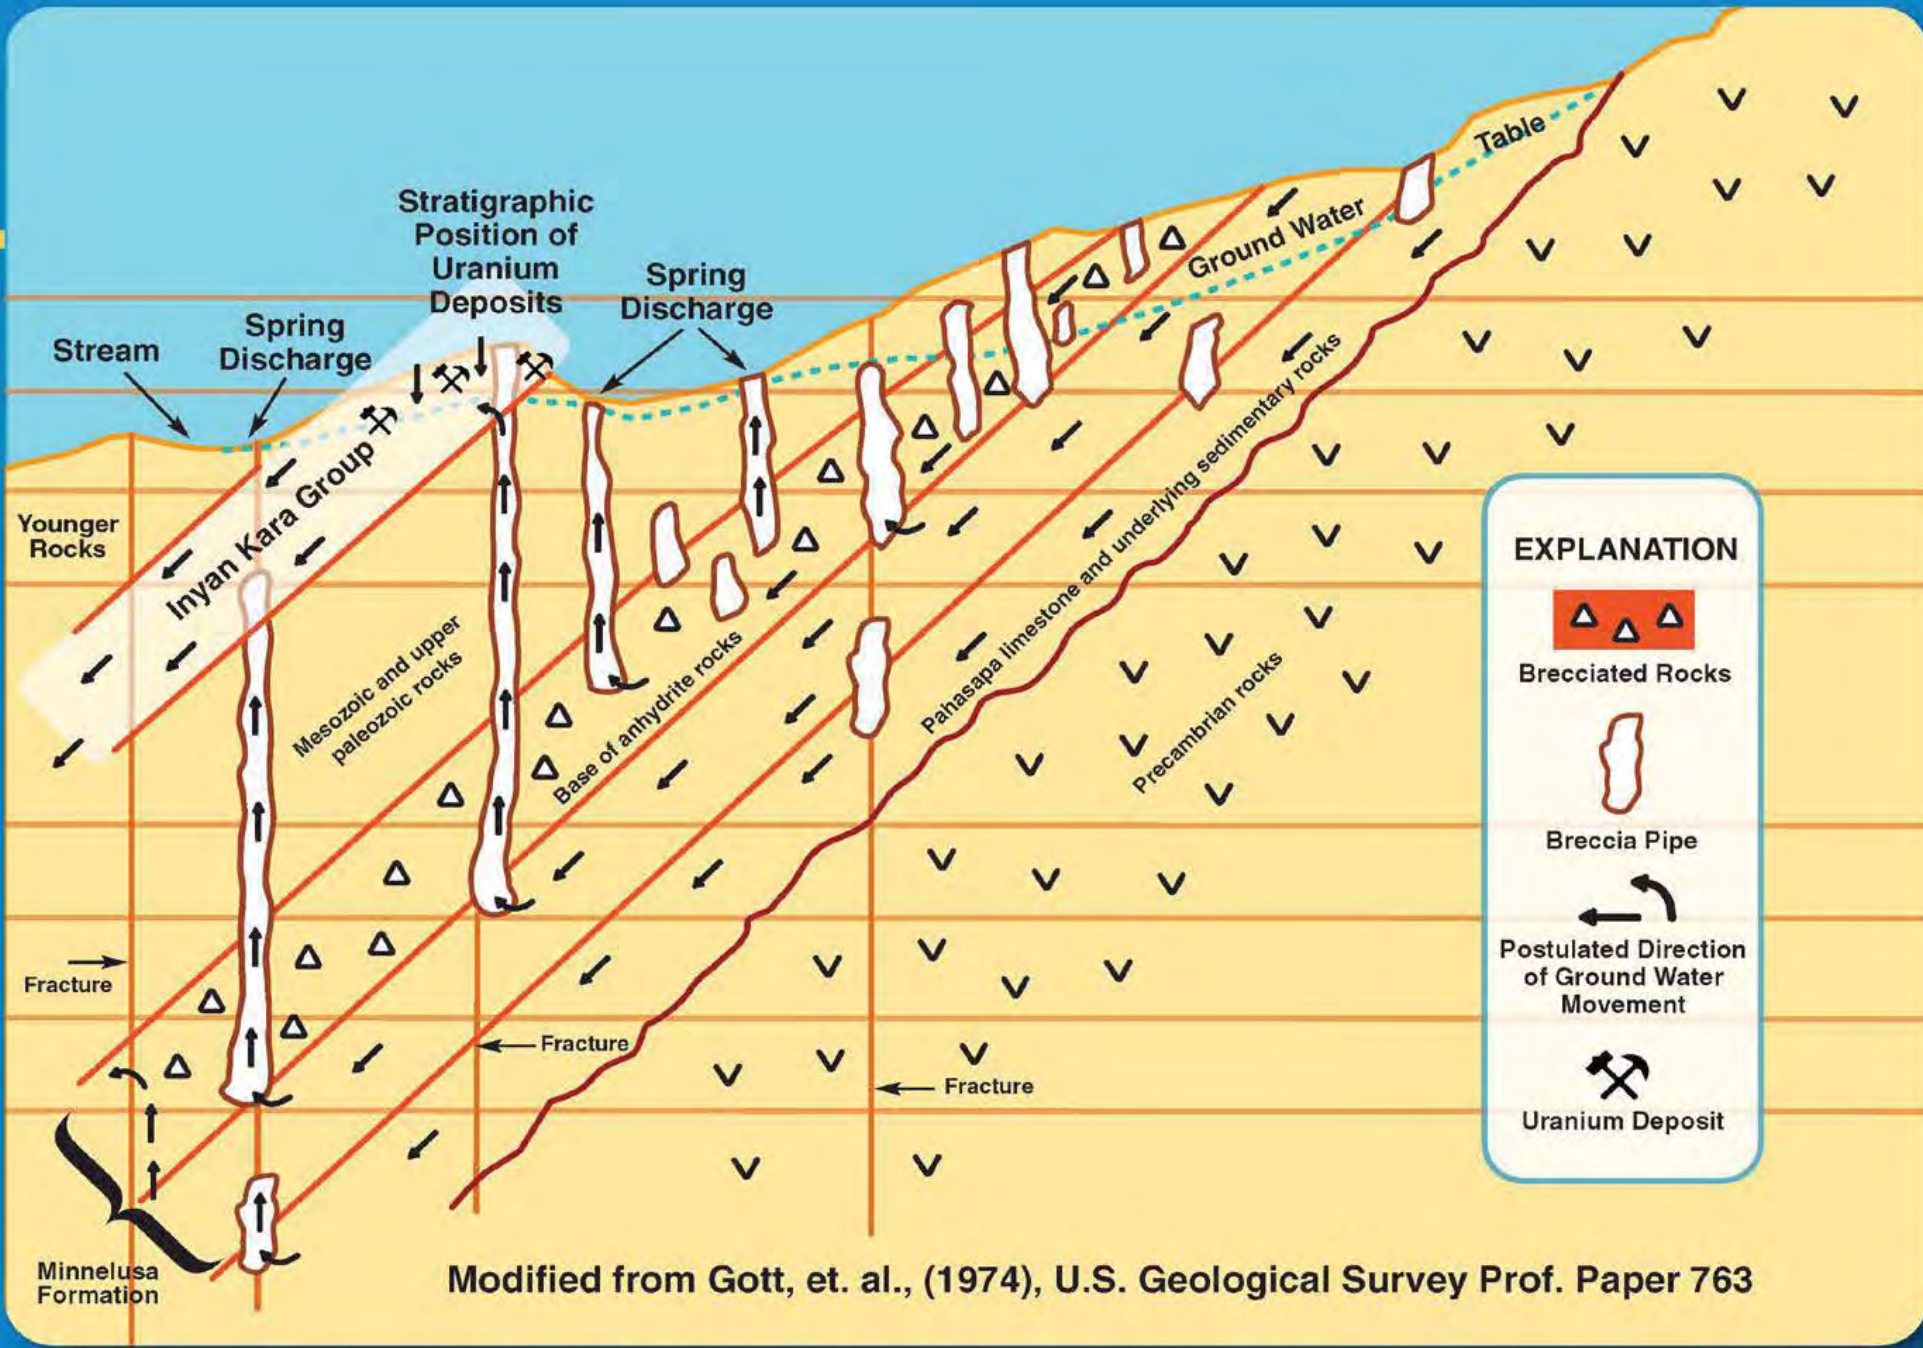 Table
Ground Water
Stratigraphic
Position of
Uranium
Deposits
Spring
Discharge
Spring
Discharge
Stream
Younger
Rocks
Inyan Kara Group
Mesozoic and upper
paleozoic rocks
Base of anhydrite rocks
Pahasapa limestone and underlying sedimentary rocks
Precambrian rocks
Fracture
Fracture
Fracture
Minnelusa
Formation
EXPLANATION
Brecciated Rocks
Breccia Pipe
Postulated Direction
of Ground Water
Movement
Uranium Deposit
Modified from Gott, et. al., (1974), U.S. Geological Survey Prof. Paper 763